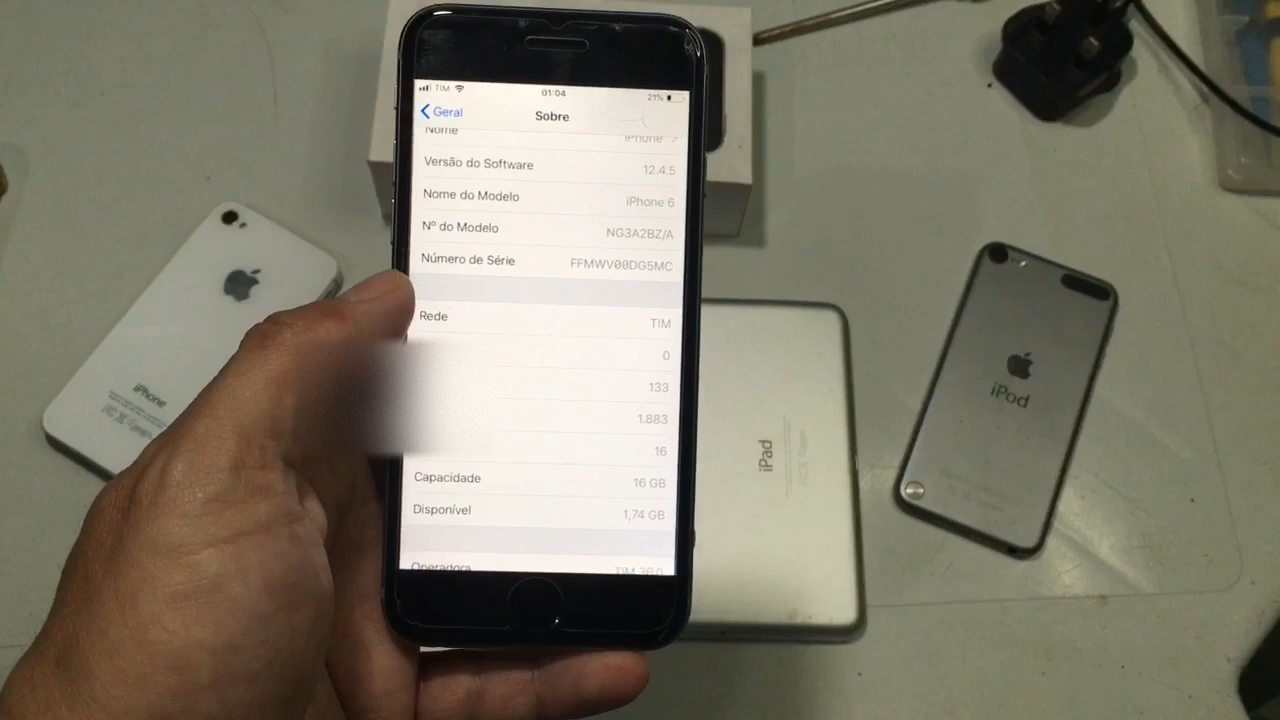 TIM 01:04 21%
Geral Sobre
Nome iPhone
Versão do Software 12.4.5
Nome do Modelo iPhone 6
Nº do Modelo NG3A2BZ/A
Número de Série FFMWV00DG5MC
Rede TIM
0
133
1.883
16
Capacidade 16 GB
Disponível 1,74 GB
Operadora TIM 36.0
iPhone
iPad
iPod